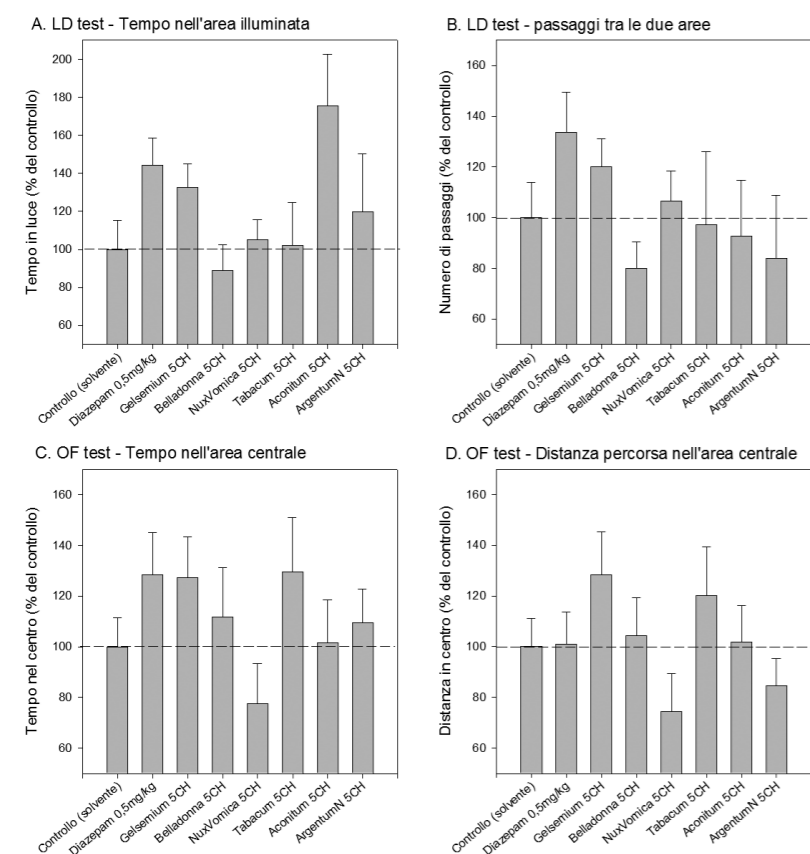 A. LD test - Tempo nell'area illuminata
Tempo in luce (% del controllo)
200
180
160
140
120
100
80
60
Controllo (solvente)
Diazepam 0,5mg/kg
Gelsemium 5CH
Belladonna 5CH
NuxVomica 5CH
Tabacum 5CH
Aconitum 5CH
ArgentumN 5CH
B. LD test - passaggi tra le due aree
Numero di passaggi (% del controllo)
160
140
120
100
80
60
Controllo (solvente)
Diazepam 0,5mg/kg
Gelsemium 5CH
Belladonna 5CH
NuxVomica 5CH
Tabacum 5CH
Aconitum 5CH
ArgentumN 5CH
C. OF test - Tempo nell'area centrale
Tempo nel centro (% del controllo)
160
140
120
100
80
60
Controllo (solvente)
Diazepam 0,5mg/kg
Gelsemium 5CH
Belladonna 5CH
NuxVomica 5CH
Tabacum 5CH
Aconitum 5CH
ArgentumN 5CH
D. OF test - Distanza percorsa nell'area centrale
Distanza in centro (% del controllo)
160
140
120
100
80
60
Controllo (solvente)
Diazepam 0,5mg/kg
Gelsemium 5CH
Belladonna 5CH
NuxVomica 5CH
Tabacum 5CH
Aconitum 5CH
ArgentumN 5CH